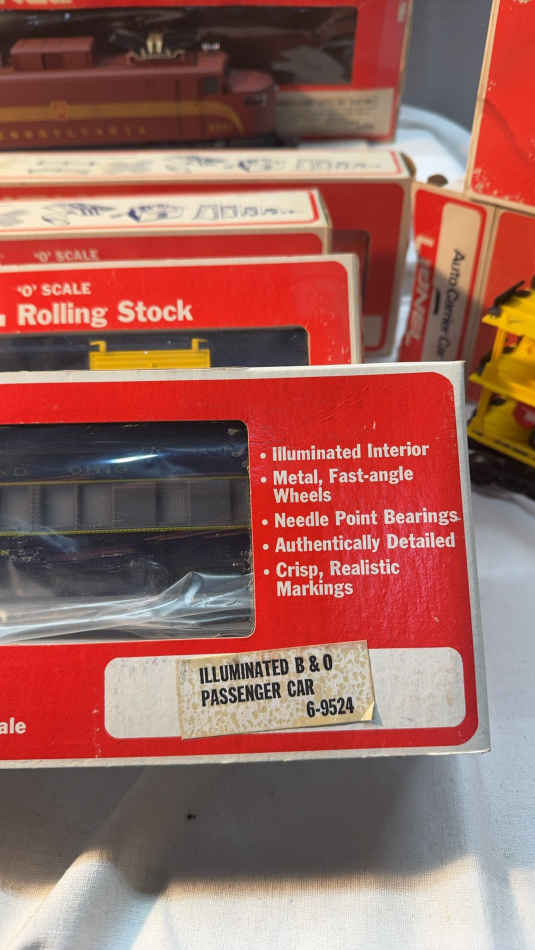 PENNSYLVANIA
'O' SCALE
'O' SCALE
Rolling Stock
LIONEL
Auto Carrier Car
OHIO
• Illuminated Interior
• Metal, Fast-angle
Wheels
• Needle Point Bearings
• Authentically Detailed
• Crisp, Realistic
Markings
ILLUMINATED B & O
PASSENGER CAR
6-9524
ale